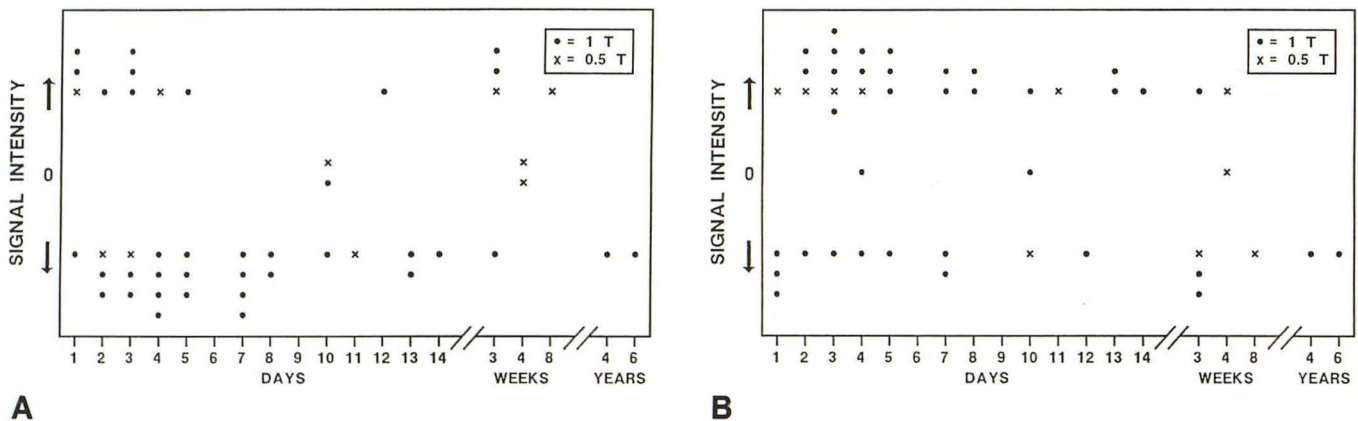 • = 1 T
x = 0.5 T
SIGNAL INTENSITY
0
1 2 3 4 5 6 7 8 9 10 11 12 13 14 3 4 8 4 6
DAYS WEEKS YEARS
A
• = 1 T
x = 0.5 T
SIGNAL INTENSITY
0
1 2 3 4 5 6 7 8 9 10 11 12 13 14 3 4 8 4 6
DAYS WEEKS YEARS
B